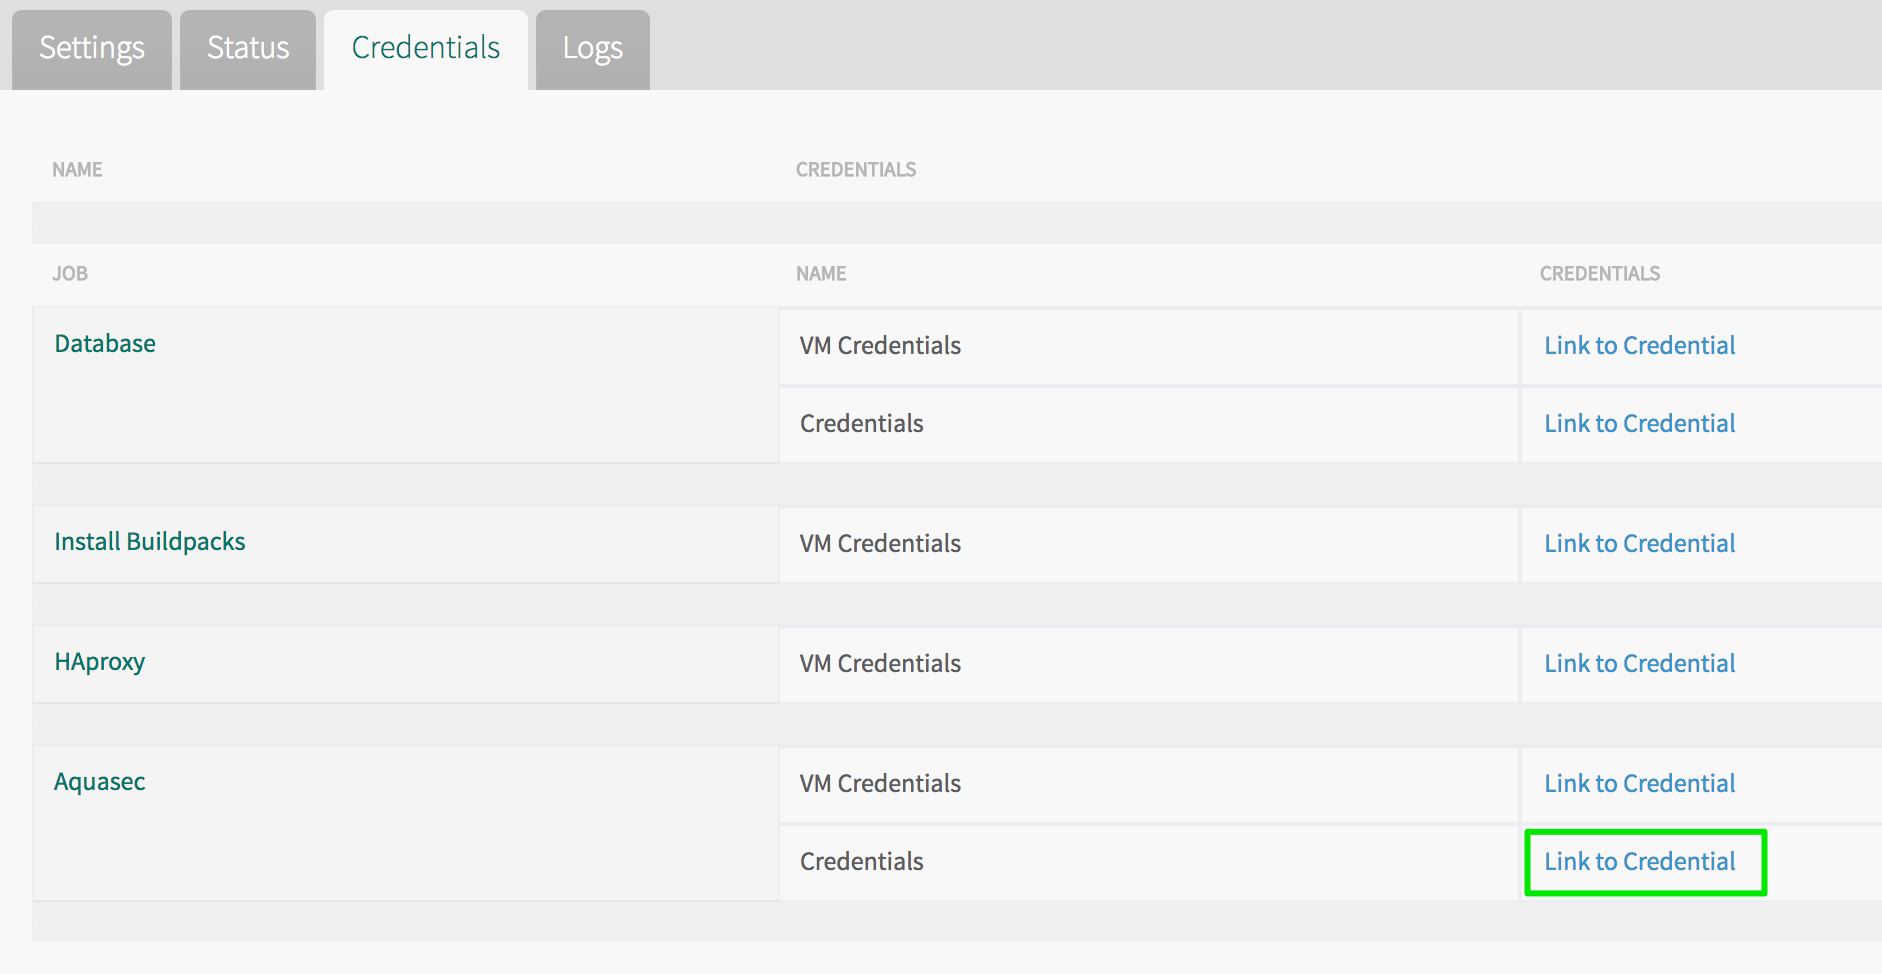 Settings Status Credentials Logs
NAME CREDENTIALS
JOB NAME CREDENTIALS
Database VM Credentials Link to Credential
Credentials Link to Credential
Install Buildpacks VM Credentials Link to Credential
HAproxy VM Credentials Link to Credential
Aquasec VM Credentials Link to Credential
Credentials Link to Credential